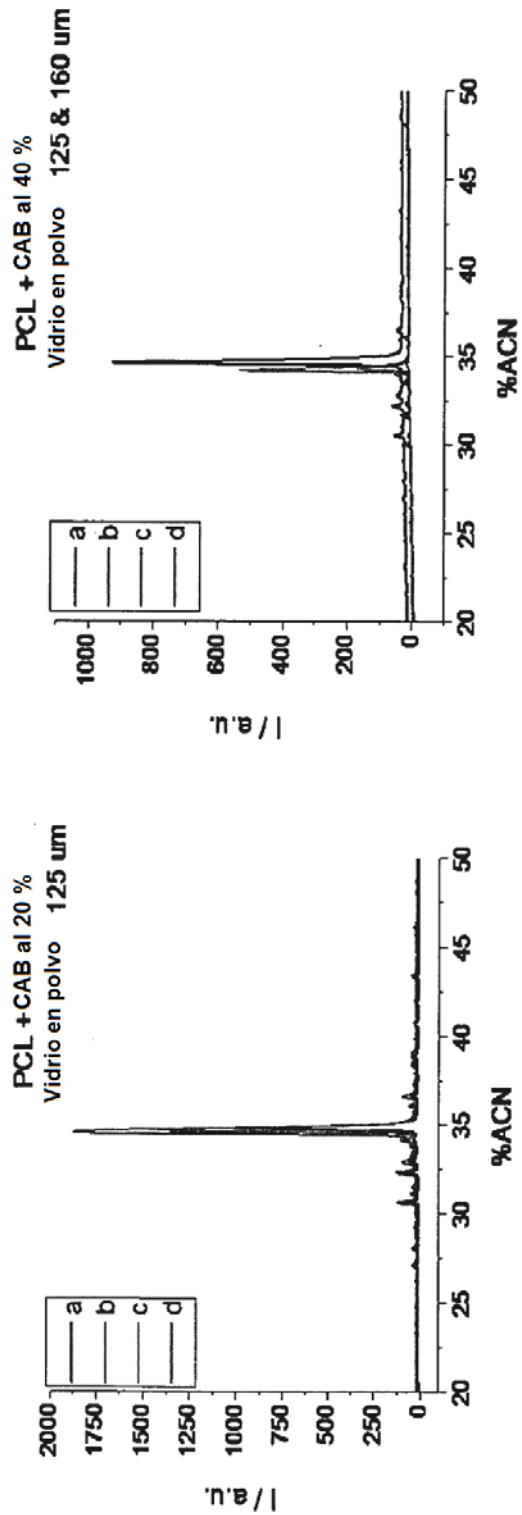 PCL +CAB al 20 %
Vidrio en polvo 125 um
a
b
c
d
I / a.u.
2000
1750
1500
1250
1000
750
500
250
0
20
25
30
35
40
45
50
%ACN
PCL + CAB al 40 %
Vidrio en polvo 125 & 160 um
a
b
c
d
I / a.u.
1000
800
600
400
200
0
20
25
30
35
40
45
50
%ACN